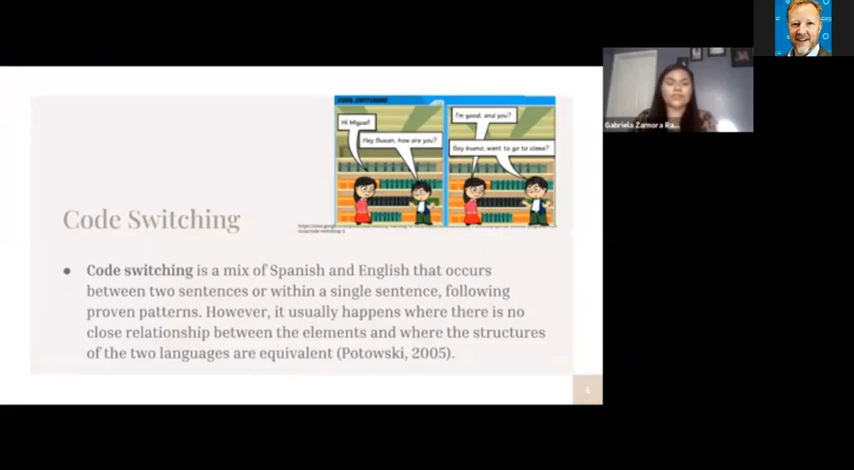 CODE-SWITCHING
Hi Miguel!
Hey Susan, how are you?
I'm good, and you?
Soy bueno, want to go to class?
Code Switching
● Code switching is a mix of Spanish and English that occurs
between two sentences or within a single sentence, following
proven patterns. However, it usually happens where there is no
close relationship between the elements and where the structures
of the two languages are equivalent (Potowski, 2005).
4
Gabriela Zamora Ra...